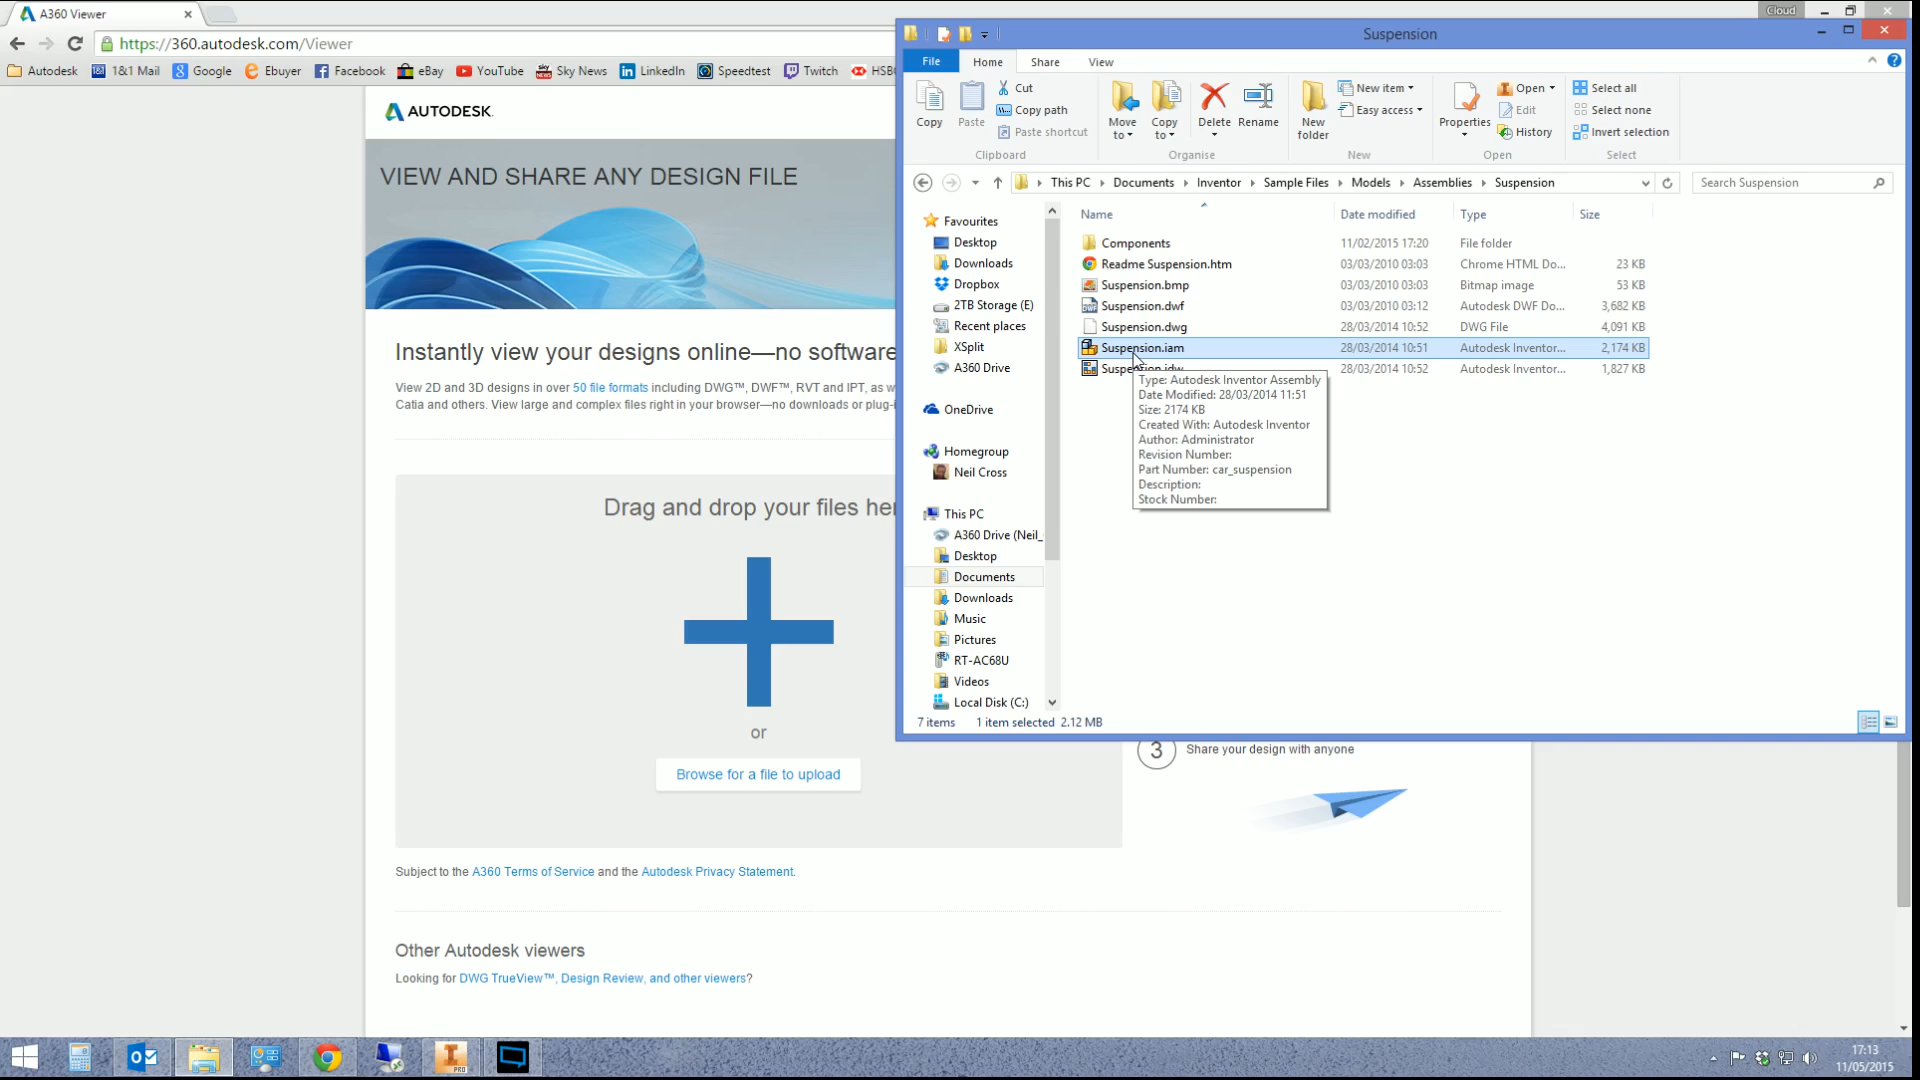 A360 Viewer
Cloud
https://360.autodesk.com/Viewer
Autodesk 1&1 Mail Google Ebuyer Facebook eBay YouTube Sky News LinkedIn Speedtest Twitch HSB
AUTODESK.
VIEW AND SHARE ANY DESIGN FILE
Instantly view your designs online—no software
View 2D and 3D designs in over 50 file formats including DWG™, DWF™, RVT and IPT, as w
Catia and others. View large and complex files right in your browser—no downloads or plug-i
Drag and drop your files her
or
Browse for a file to upload
3 Share your design with anyone
Subject to the A360 Terms of Service and the Autodesk Privacy Statement.
Other Autodesk viewers
Looking for DWG TrueView™, Design Review, and other viewers?
Suspension
File Home Share View
Copy
Paste
Cut
Copy path
Paste shortcut
Clipboard
Move to
Copy to
Delete
Rename
Organise
New folder
New item
Easy access
New
Properties
Open
Edit
History
Open
Select all
Select none
Invert selection
Select
This PC Documents Inventor Sample Files Models Assemblies Suspension
Search Suspension
Favourites
Desktop
Downloads
Dropbox
2TB Storage (E)
Recent places
XSplit
A360 Drive
OneDrive
Homegroup
Neil Cross
This PC
A360 Drive (Neil_
Desktop
Documents
Downloads
Music
Pictures
RT-AC68U
Videos
Local Disk (C:)
Name Date modified Type Size
Components 11/02/2015 17:20 File folder
Readme Suspension.htm 03/03/2010 03:03 Chrome HTML Do... 23 KB
Suspension.bmp 03/03/2010 03:03 Bitmap image 53 KB
Suspension.dwf 03/03/2010 03:12 Autodesk DWF Do... 3,682 KB
Suspension.dwg 28/03/2014 10:52 DWG File 4,091 KB
Suspension.iam 28/03/2014 10:51 Autodesk Inventor... 2,174 KB
Suspension.idw 28/03/2014 10:52 Autodesk Inventor... 1,827 KB
Type: Autodesk Inventor Assembly
Date Modified: 28/03/2014 11:51
Size: 2174 KB
Created With: Autodesk Inventor
Author: Administrator
Revision Number:
Part Number: car_suspension
Description:
Stock Number:
7 items 1 item selected 2.12 MB
PRO
17:13
11/05/2015